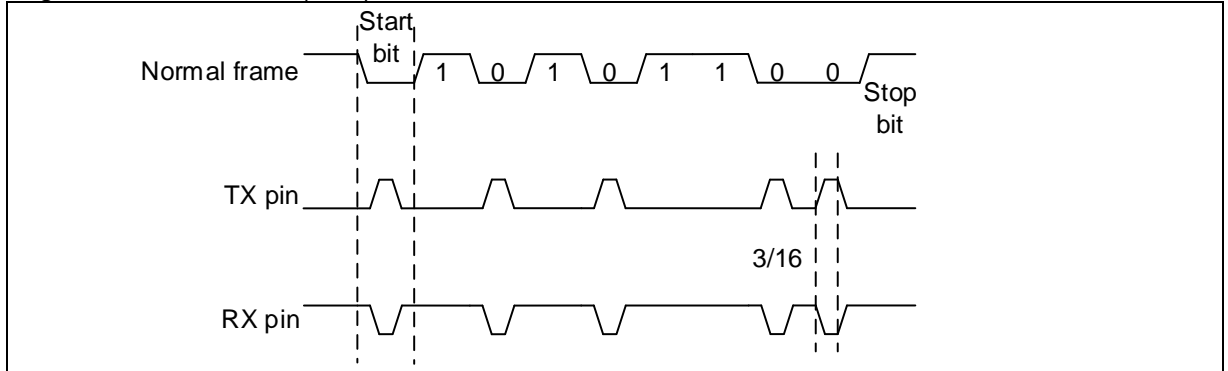 Start
bit
Normal frame
1 0 1 0 1 1 0 0
Stop
bit
TX pin
3/16
RX pin